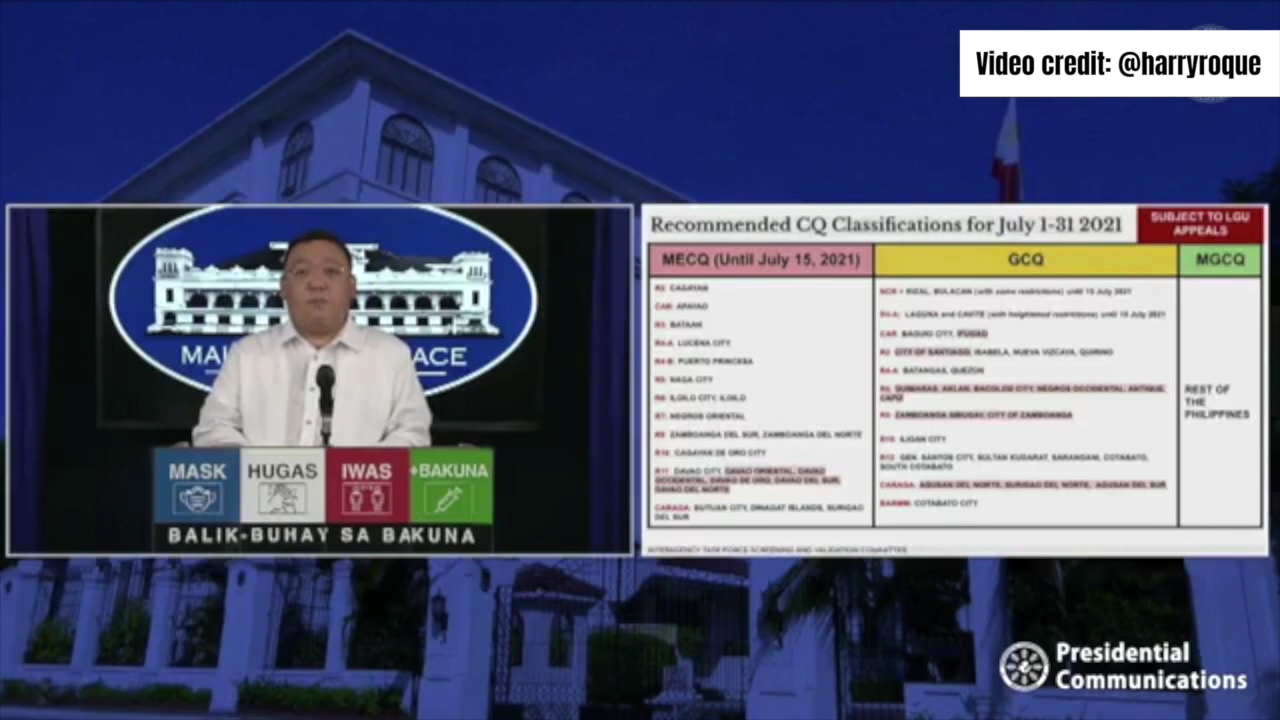 Video credit: @harryroque
MALA ACE
MASK
HUGAS
IWAS
+BAKUNA
BALIK-BUHAY SA BAKUNA
Recommended CQ Classifications for July 1-31 2021
SUBJECT TO LGU
APPEALS
MECQ (Until July 15, 2021)
R2: CAGAYAN
CAR: APAYAO
R3: BATAAN
R4-A: LUCENA CITY
R4-B: PUERTO PRINCESA
R5: NAGA CITY
R6: ILOILO CITY, ILOILO
R7: NEGROS ORIENTAL
R9: ZAMBOANGA DEL SUR, ZAMBOANGA DEL NORTE
R10: CAGAYAN DE ORO CITY
R11: DAVAO CITY, DAVAO ORIENTAL, DAVAO
OCCIDENTAL, DAVAO DE ORO, DAVAO DEL SUR,
DAVAO DEL NORTE
CARAGA: BUTUAN CITY, DINAGAT ISLANDS, SURIGAO
DEL SUR
GCQ
NCR + RIZAL, BULACAN (with some restrictions) until 15 July 2021
R4-A: LAGUNA and CAVITE (with heightened restrictions) until 15 July 2021
CAR: BAGUIO CITY, IFUGAO
R2: CITY OF SANTIAGO, ISABELA, NUEVA VIZCAYA, QUIRINO
R4-A: BATANGAS, QUEZON
R6: GUIMARAS, AKLAN, BACOLOD CITY, NEGROS OCCIDENTAL, ANTIQUE,
CAPIZ
R9: ZAMBOANGA SIBUGAY, CITY OF ZAMBOANGA
R10: ILIGAN CITY
R12: GEN. SANTOS CITY, SULTAN KUDARAT, SARANGANI, COTABATO,
SOUTH COTABATO
CARAGA: AGUSAN DEL NORTE, SURIGAO DEL NORTE, AGUSAN DEL SUR
BARMM: COTABATO CITY
MGCQ
REST OF
THE
PHILIPPINES
INTERAGENCY TASK FORCE SCREENING AND VALIDATION COMMITTEE
Presidential
Communications